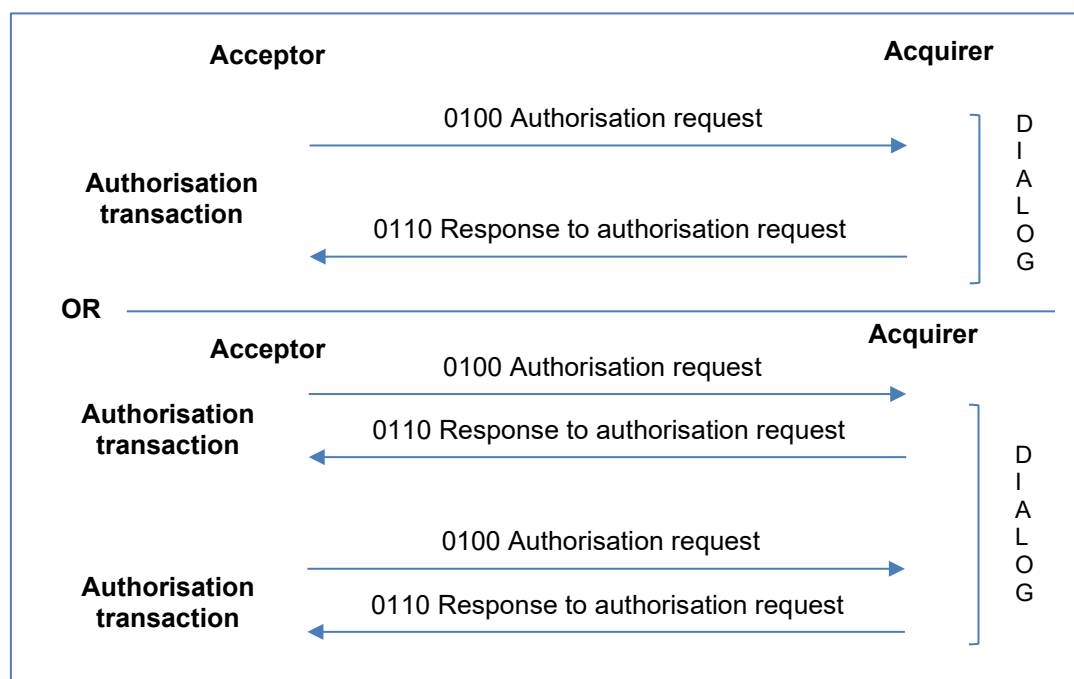 Acceptor
Acquirer
0100 Authorisation request
Authorisation
transaction
0110 Response to authorisation request
D
I
A
L
O
G
OR
Acceptor
Acquirer
0100 Authorisation request
Authorisation
transaction
0110 Response to authorisation request
0100 Authorisation request
Authorisation
transaction
0110 Response to authorisation request
D
I
A
L
O
G